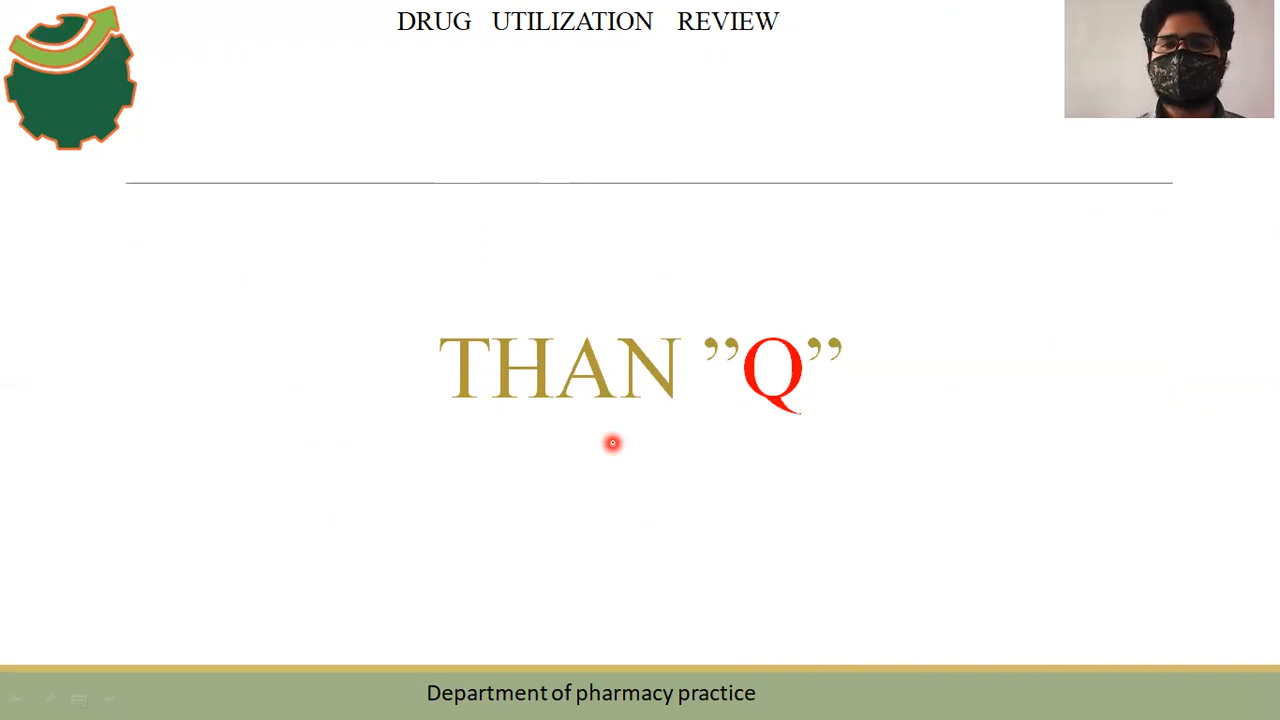 DRUG UTILIZATION REVIEW
THAN ”Q”
Department of pharmacy practice